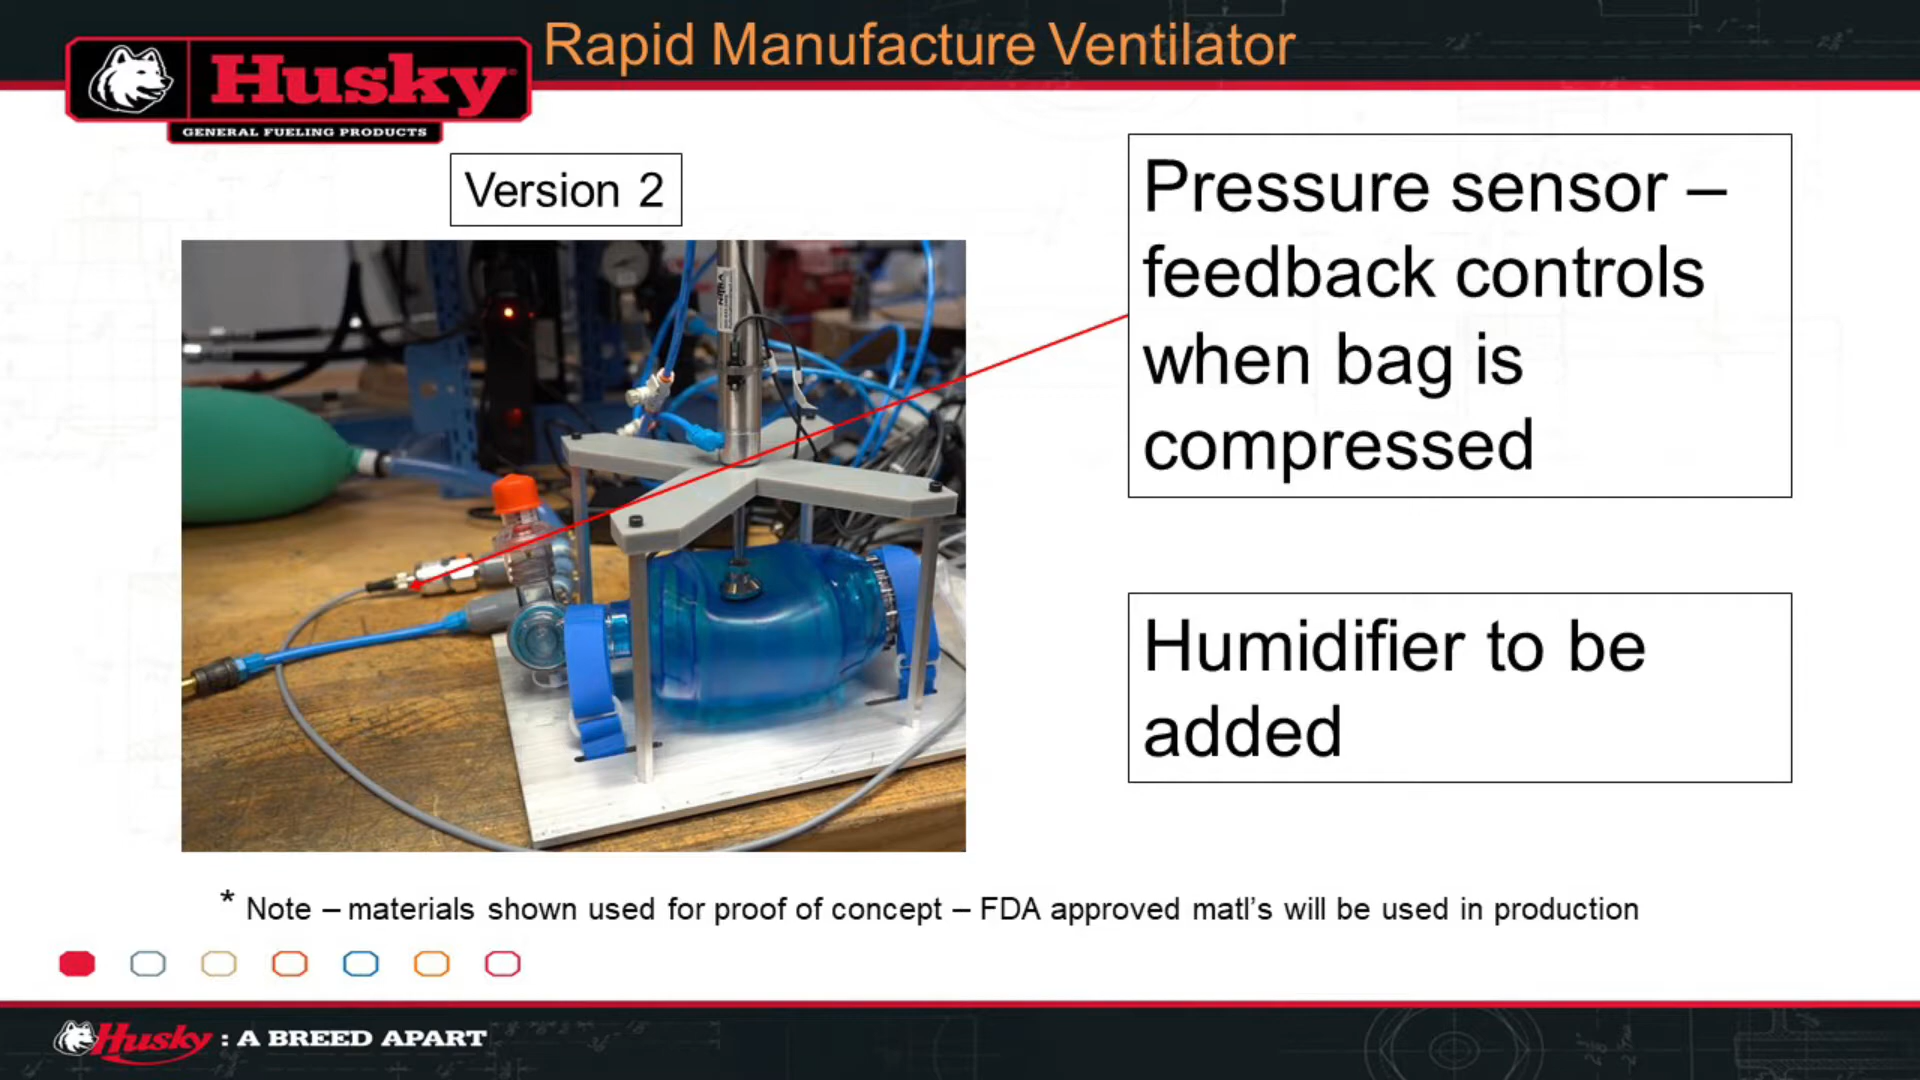 Rapid Manufacture Ventilator
Husky
GENERAL FUELING PRODUCTS
Version 2
Pressure sensor –
feedback controls
when bag is
compressed
Humidifier to be
added
* Note – materials shown used for proof of concept – FDA approved matl’s will be used in production
Husky : A BREED APART